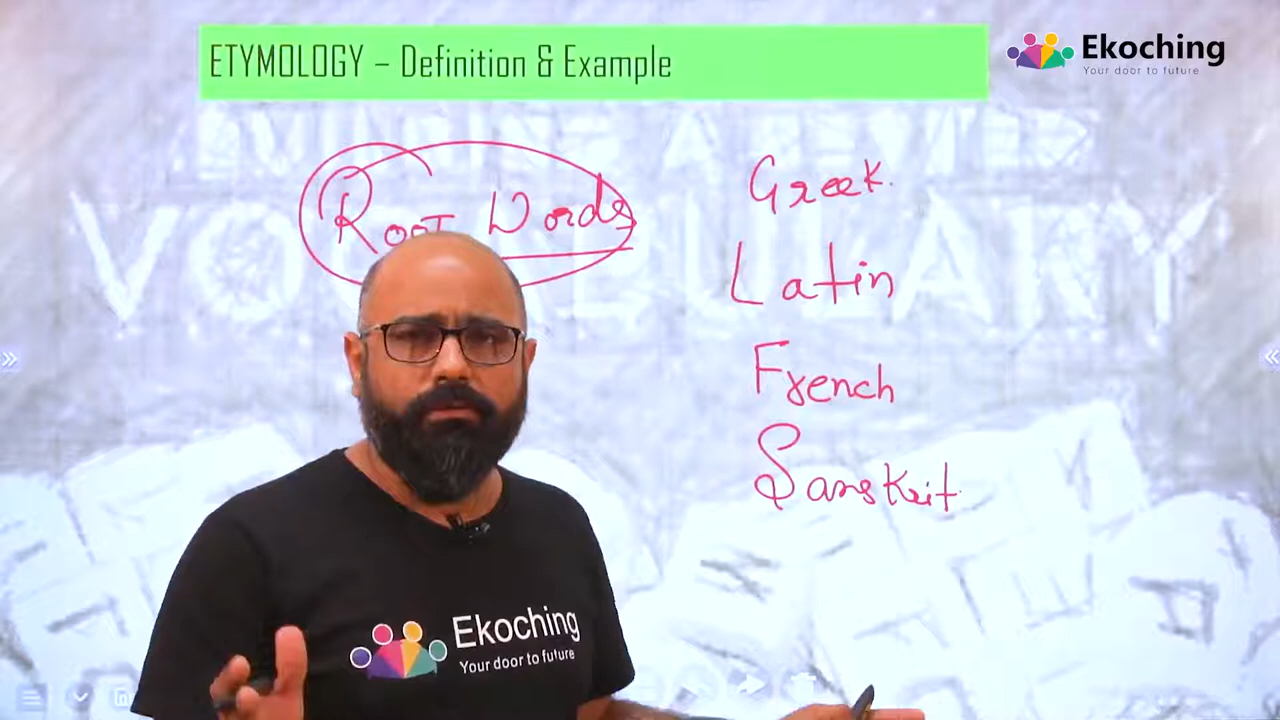 ETYMOLOGY – Definition & Example
Ekoching
Your door to future
VOCABULARY
Root Words
Greek.
Latin
French
Sanskrit
Ekoching
Your door to future